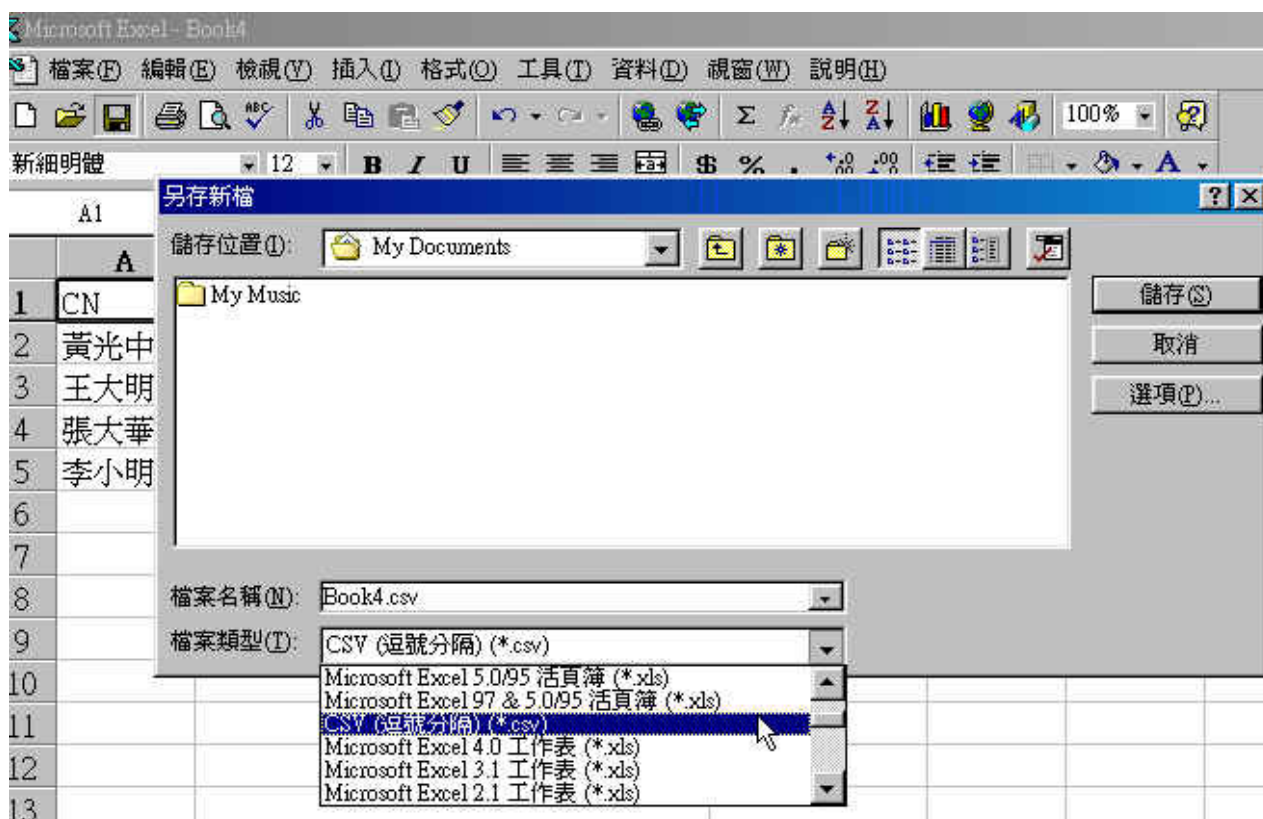 Microsoft Excel - Book4
檔案(F) 編輯(E) 檢視(V) 插入(I) 格式(O) 工具(T) 資料(D) 視窗(W) 說明(H)
ABC Σ fx A Z Z A 100%
新細明體 12 B I U $ % ,
另存新檔
A1
儲存位置(I): My Documents
A
My Music
儲存(S)
1 CN
2 黃光中
取消
3 王大明
選項(P)...
4 張大華
5 李小明
6
7
8
檔案名稱(N): Book4.csv
9
檔案類型(T): CSV (逗號分隔) (*.csv)
10
Microsoft Excel 5.0/95 活頁簿 (*.xls)
Microsoft Excel 97 & 5.0/95 活頁簿 (*.xls)
11
CSV (逗號分隔) (*.csv)
Microsoft Excel 4.0 工作表 (*.xls)
12
Microsoft Excel 3.1 工作表 (*.xls)
Microsoft Excel 2.1 工作表 (*.xls)
13